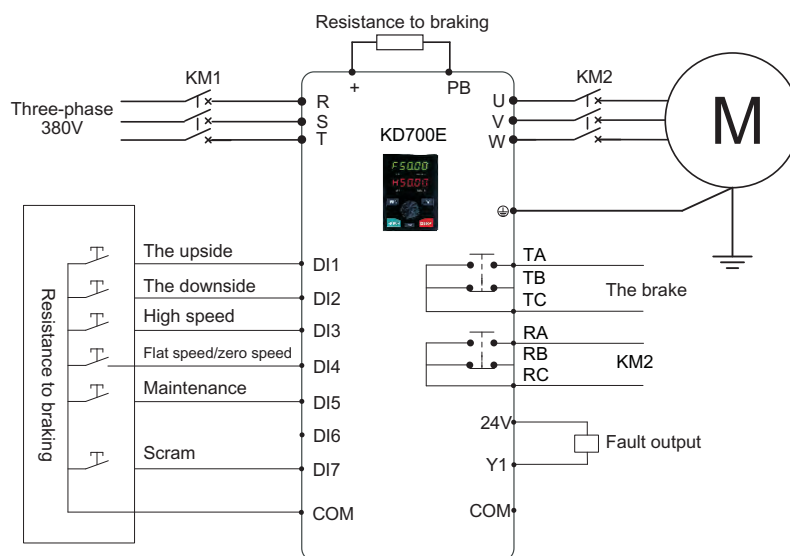 Resistance to braking
+
PB
KM1
KM2
Three-phase
380V
R
S
T
U
V
W
M
KD700E
F50.00
H50.00
The upside
DI1
The downside
DI2
High speed
DI3
Flat speed/zero speed
DI4
Maintenance
DI5
DI6
Scram
DI7
COM
Resistance to braking
TA
TB
TC
The brake
RA
RB
RC
KM2
24V
Y1
Fault output
COM